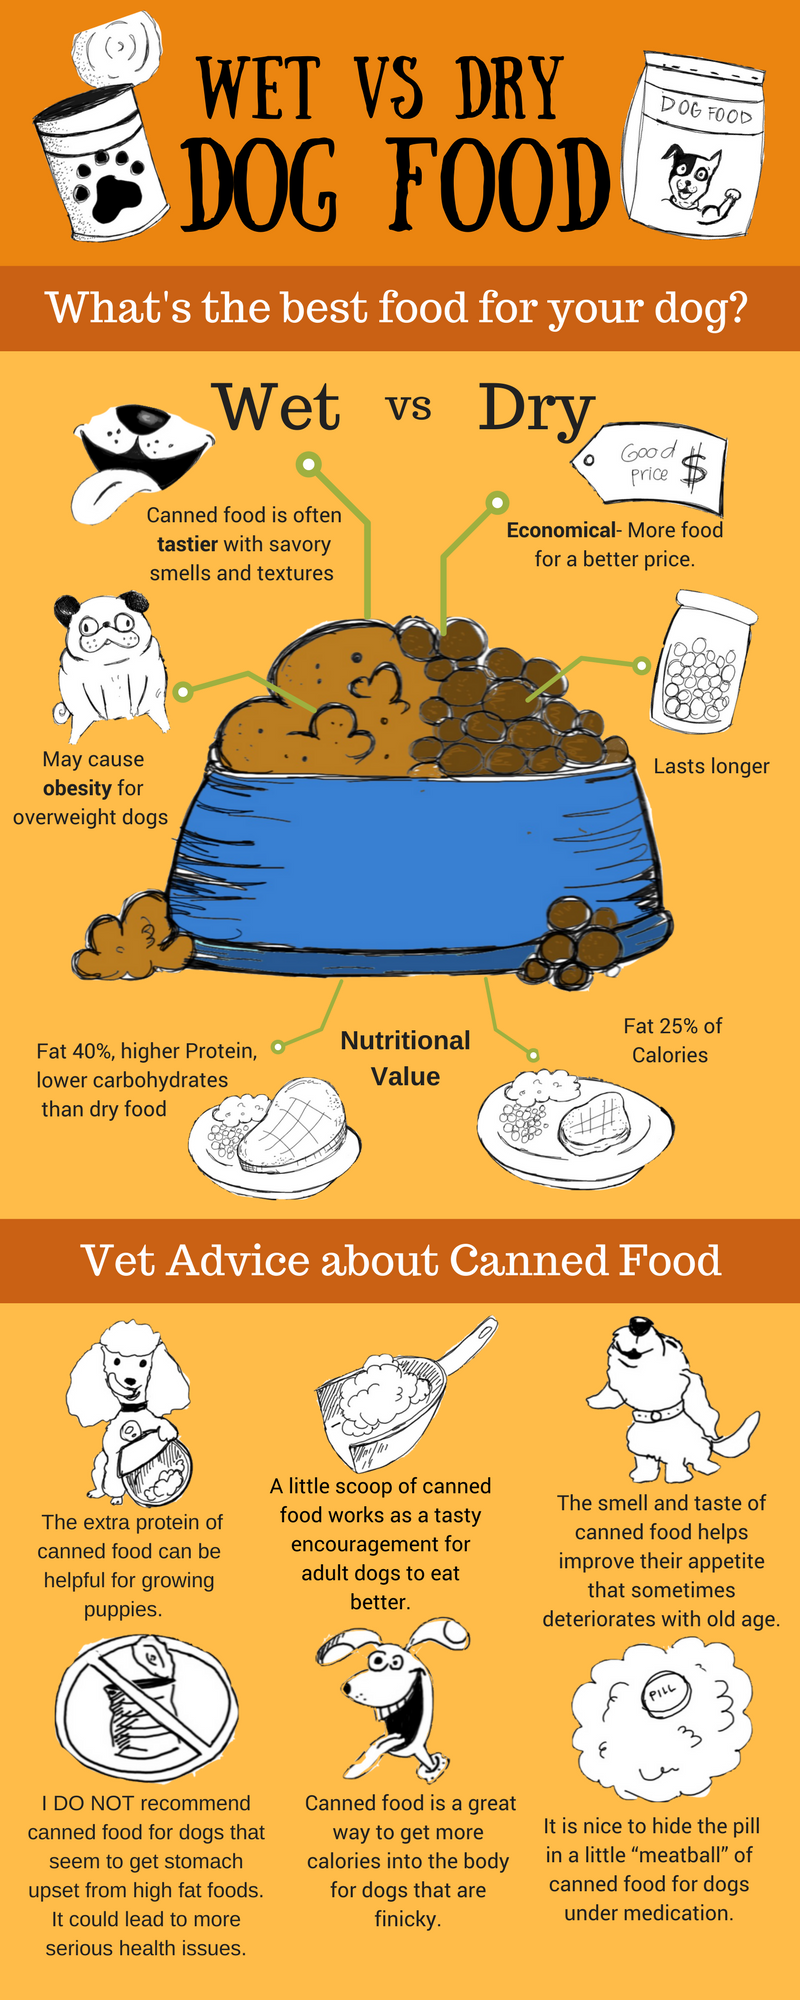 WET VS DRY
DOG FOOD
DOG FOOD
What's the best food for your dog?
Wet vs Dry
Good
price $
Canned food is often
tastier with savory
smells and textures
Economical- More food
for a better price.
May cause
obesity for
overweight dogs
Lasts longer
Fat 40%, higher Protein,
lower carbohydrates
than dry food
Nutritional
Value
Fat 25% of
Calories
Vet Advice about Canned Food
The extra protein of
canned food can be
helpful for growing
puppies.
A little scoop of canned
food works as a tasty
encouragement for
adult dogs to eat
better.
The smell and taste of
canned food helps
improve their appetite
that sometimes
deteriorates with old age.
I DO NOT recommend
canned food for dogs that
seem to get stomach
upset from high fat foods.
It could lead to more
serious health issues.
Canned food is a great
way to get more
calories into the body
for dogs that are
finicky.
PILL
It is nice to hide the pill
in a little “meatball” of
canned food for dogs
under medication.